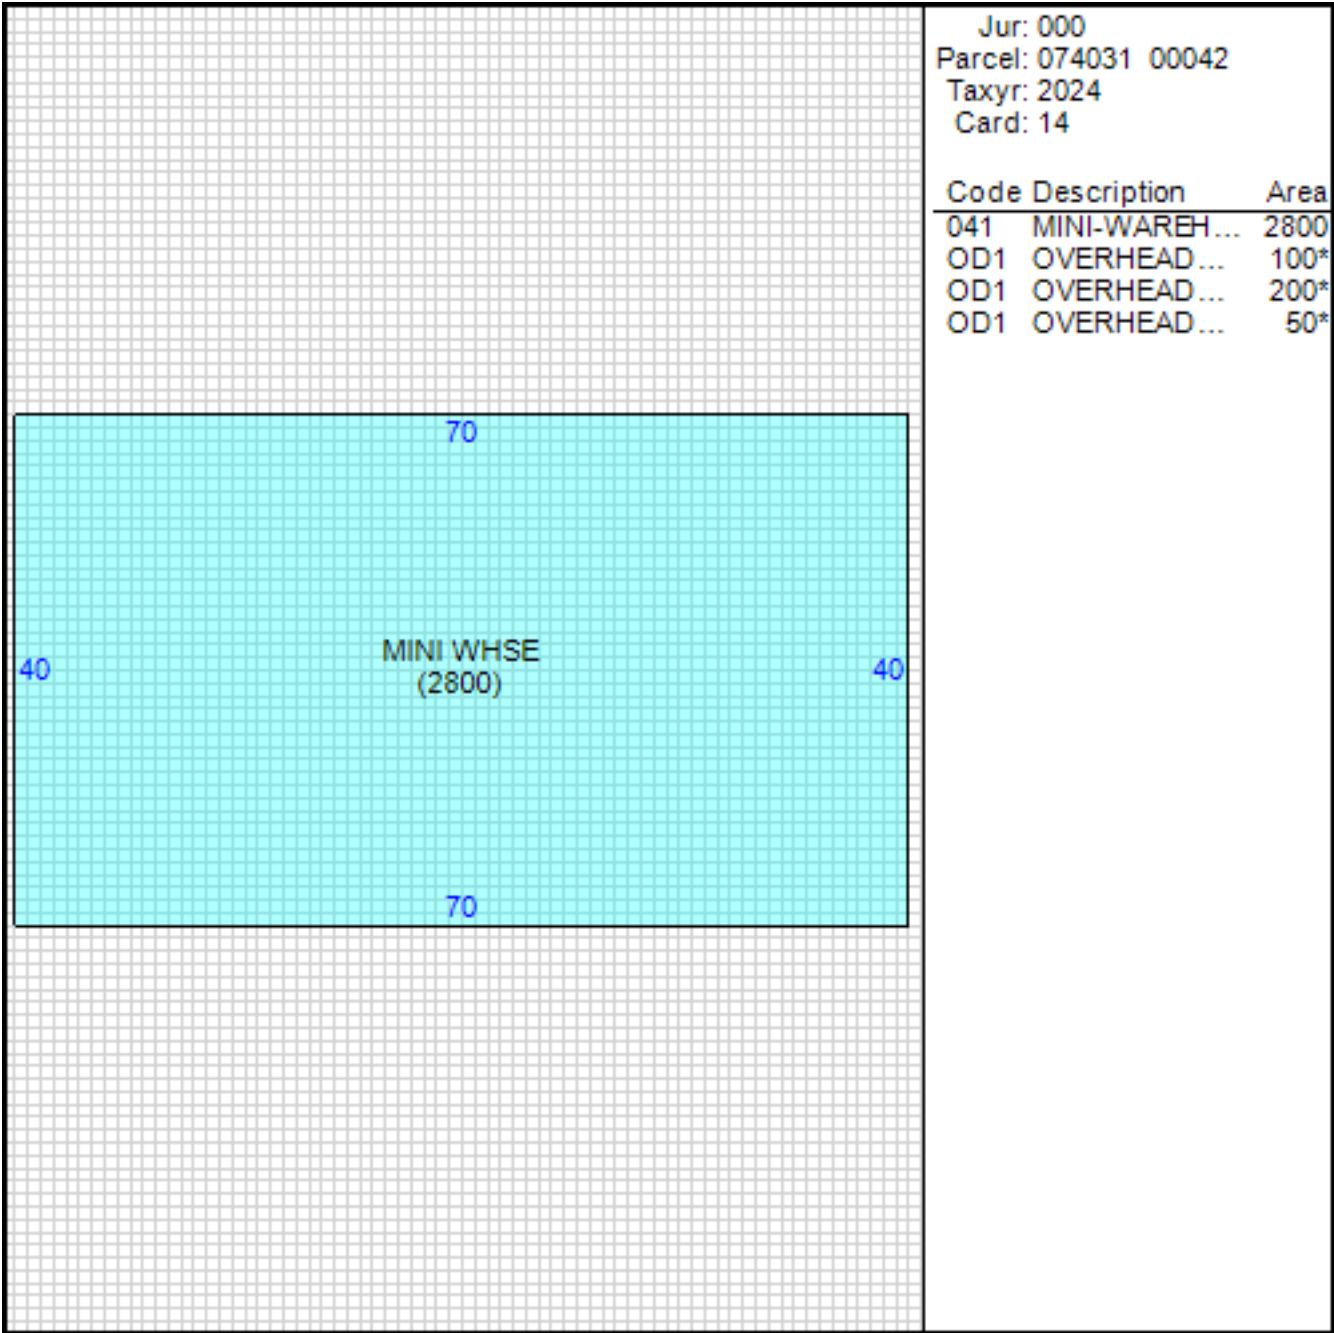 Jur: 000
Parcel: 074031 00042
Taxyr: 2024
Card: 14
Code Description Area
041 MINI-WAREH... 2800
OD1 OVERHEAD... 100*
OD1 OVERHEAD... 200*
OD1 OVERHEAD... 50*
70
40
MINI WHSE
(2800)
40
70